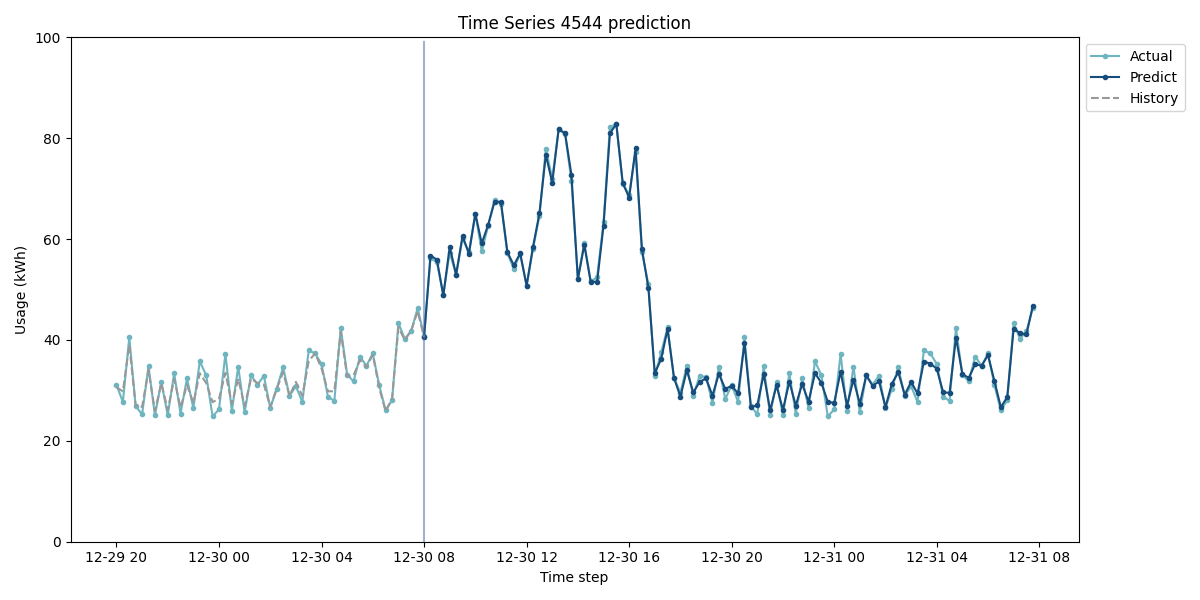 Time Series 4544 prediction
100
80
60
40
20
0
Usage (kWh)
12-29 20
12-30 00
12-30 04
12-30 08
12-30 12
12-30 16
12-30 20
12-31 00
12-31 04
12-31 08
Time step
Actual
Predict
History